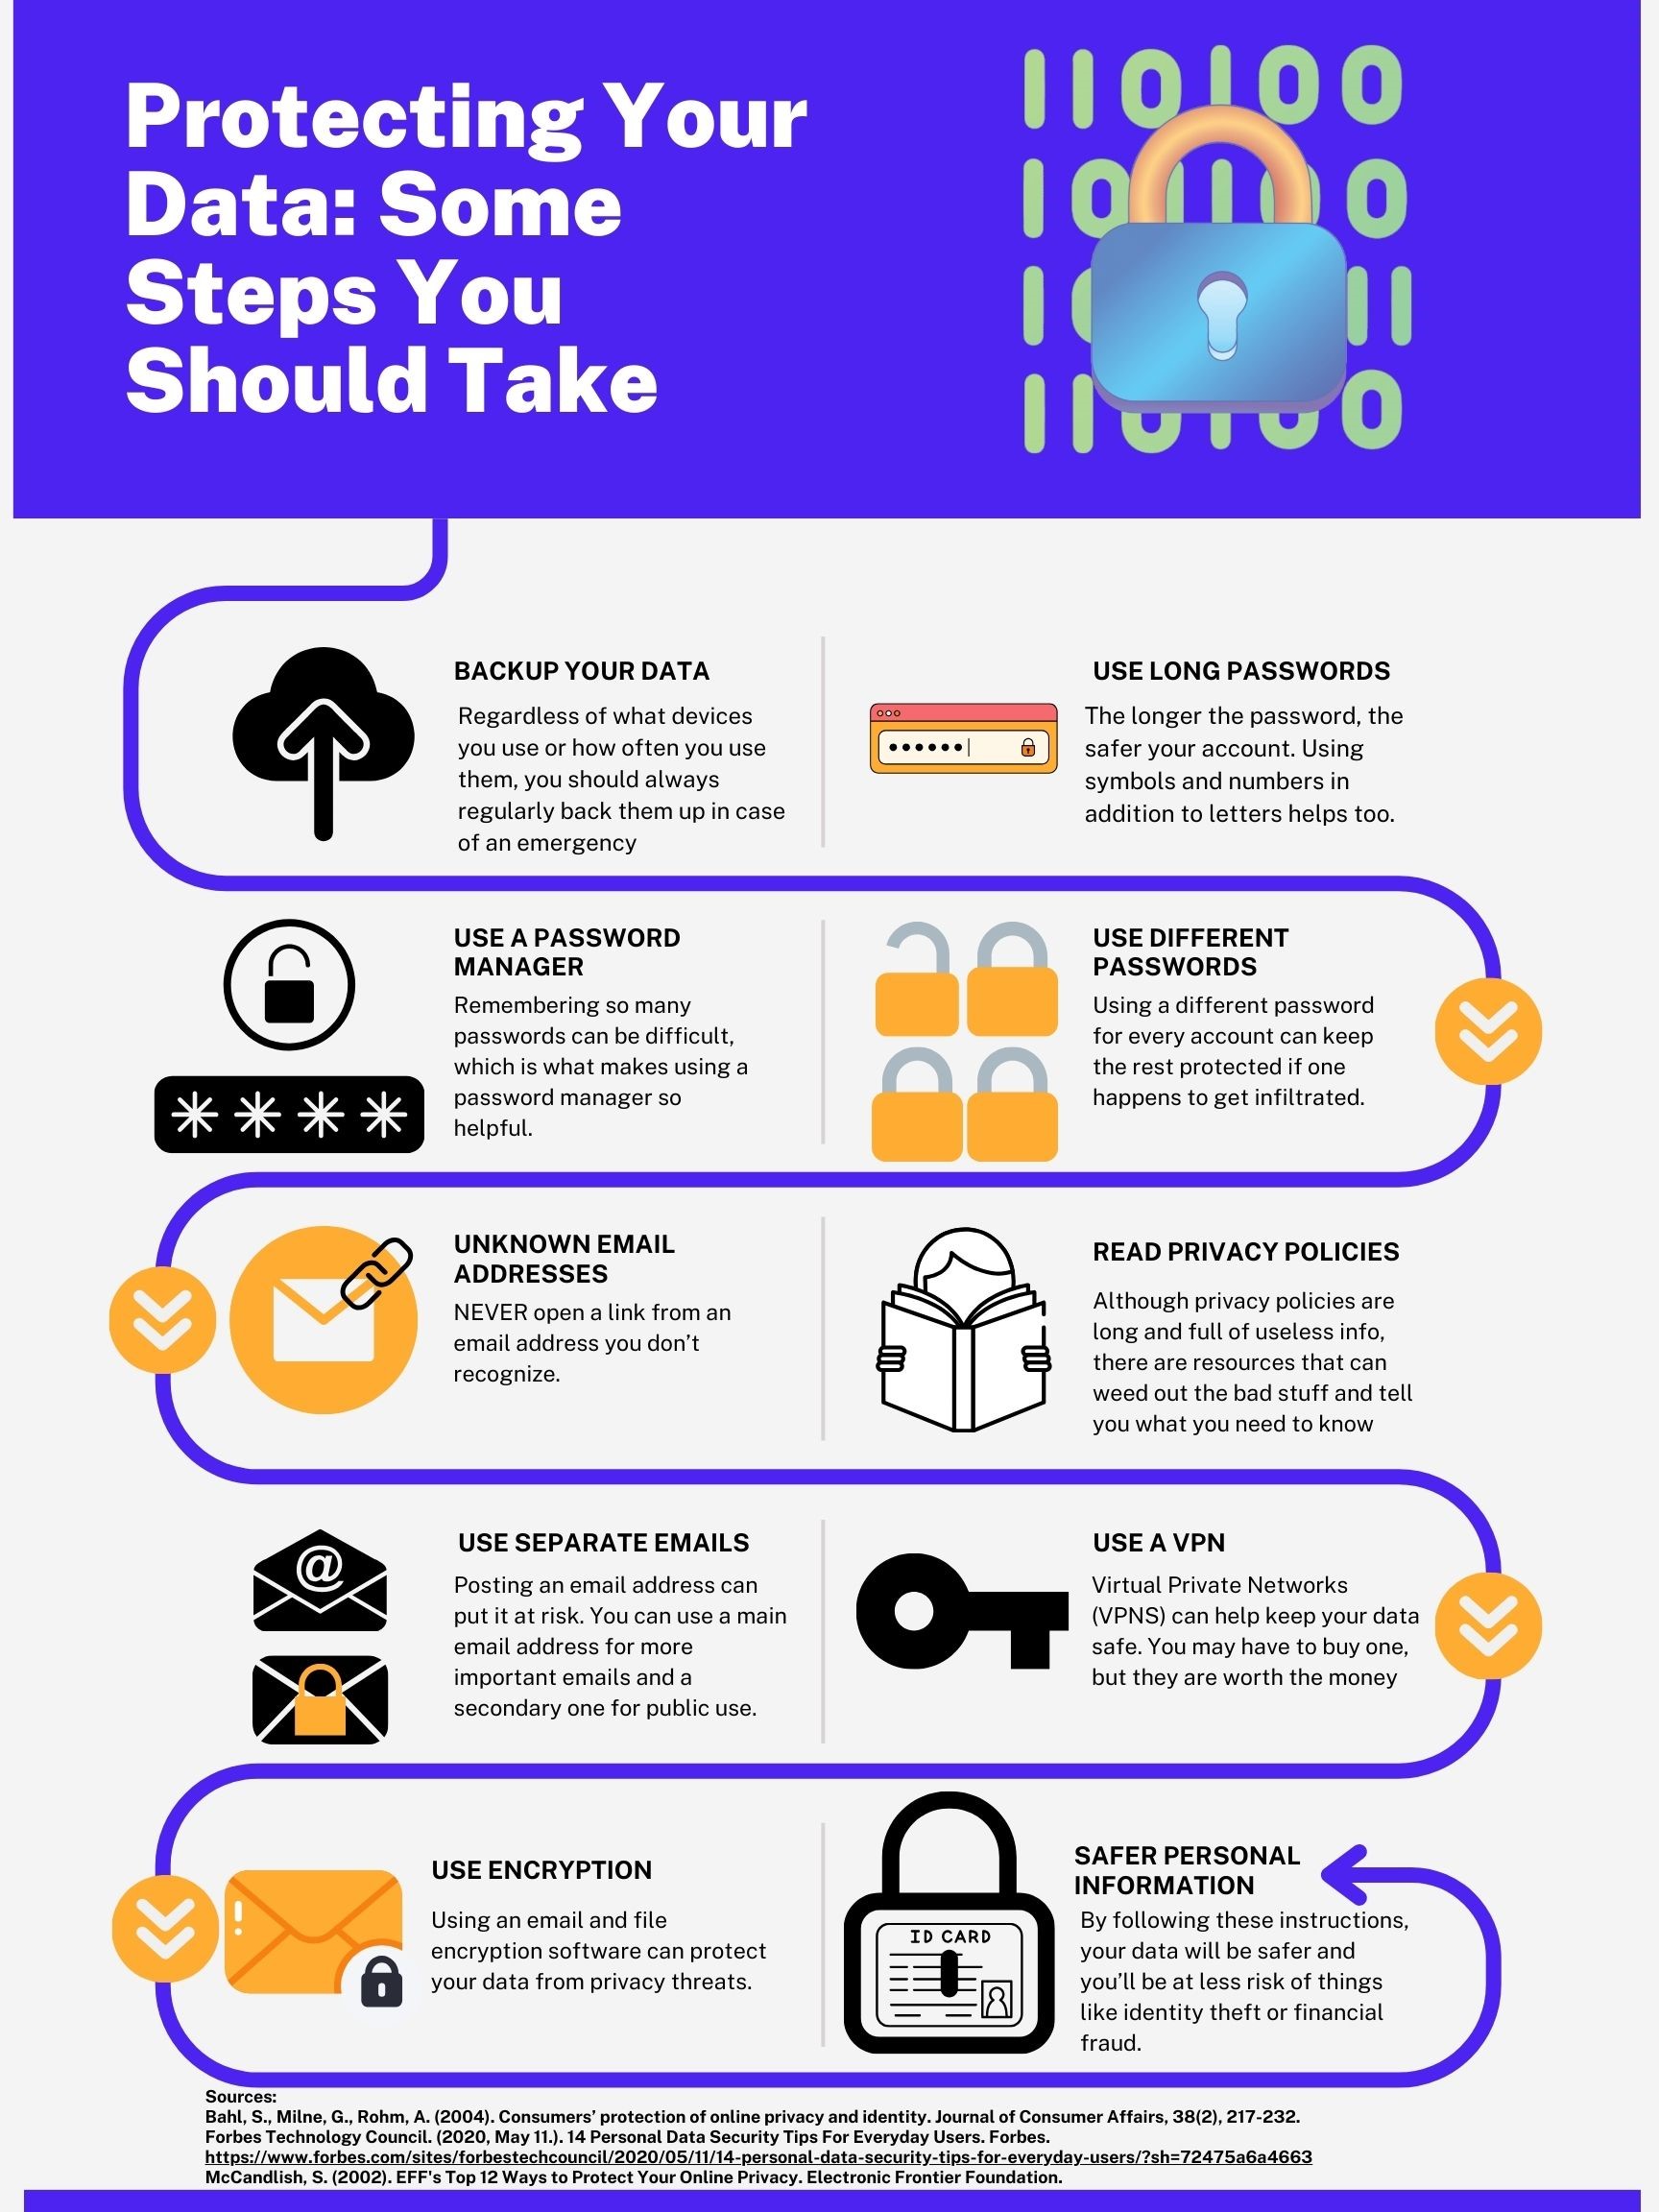 Protecting Your
Data: Some
Steps You
Should Take
BACKUP YOUR DATA
Regardless of what devices
you use or how often you use
them, you should always
regularly back them up in case
of an emergency
USE LONG PASSWORDS
The longer the password, the
safer your account. Using
symbols and numbers in
addition to letters helps too.
USE A PASSWORD
MANAGER
Remembering so many
passwords can be difficult,
which is what makes using a
password manager so
helpful.
USE DIFFERENT
PASSWORDS
Using a different password
for every account can keep
the rest protected if one
happens to get infiltrated.
UNKNOWN EMAIL
ADDRESSES
NEVER open a link from an
email address you don’t
recognize.
READ PRIVACY POLICIES
Although privacy policies are
long and full of useless info,
there are resources that can
weed out the bad stuff and tell
you what you need to know
@
USE SEPARATE EMAILS
Posting an email address can
put it at risk. You can use a main
email address for more
important emails and a
secondary one for public use.
USE A VPN
Virtual Private Networks
(VPNS) can help keep your data
safe. You may have to buy one,
but they are worth the money
USE ENCRYPTION
Using an email and file
encryption software can protect
your data from privacy threats.
ID CARD
SAFER PERSONAL
INFORMATION
By following these instructions,
your data will be safer and
you’ll be at less risk of things
like identity theft or financial
fraud.
Sources:
Bahl, S., Milne, G., Rohm, A. (2004). Consumers’ protection of online privacy and identity. Journal of Consumer Affairs, 38(2), 217-232.
Forbes Technology Council. (2020, May 11.). 14 Personal Data Security Tips For Everyday Users. Forbes.
https://www.forbes.com/sites/forbestechcouncil/2020/05/11/14-personal-data-security-tips-for-everyday-users/?sh=72475a6a4663
McCandlish, S. (2002). EFF's Top 12 Ways to Protect Your Online Privacy. Electronic Frontier Foundation.